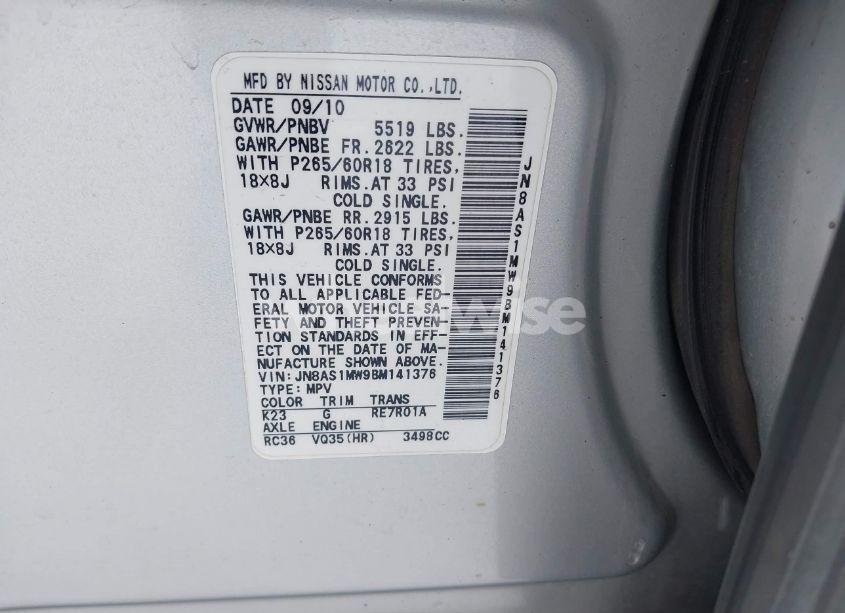 MFD BY NISSAN MOTOR CO.,LTD.
DATE 09/10
GVWR/PNBV 5519 LBS.
GAWR/PNBE FR.2622 LBS.
WITH P265/60R18 TIRES,
18X8J RIMS.AT 33 PSI
COLD SINGLE.
GAWR/PNBE RR.2915 LBS.
WITH P265/60R18 TIRES,
18X8J RIMS.AT 33 PSI
COLD SINGLE.
THIS VEHICLE CONFORMS
TO ALL APPLICABLE FED-
ERAL MOTOR VEHICLE SA-
FETY AND THEFT PREVEN-
TION STANDARDS IN EFF-
ECT ON THE DATE OF MA-
NUFACTURE SHOWN ABOVE.
VIN:JN8AS1MW9BM141376
TYPE:MPV
COLOR TRIM TRANS
K23 G RE7R01A
AXLE ENGINE
RC36 VQ35(HR) 3498CC
JN8AS1MW9BM141376